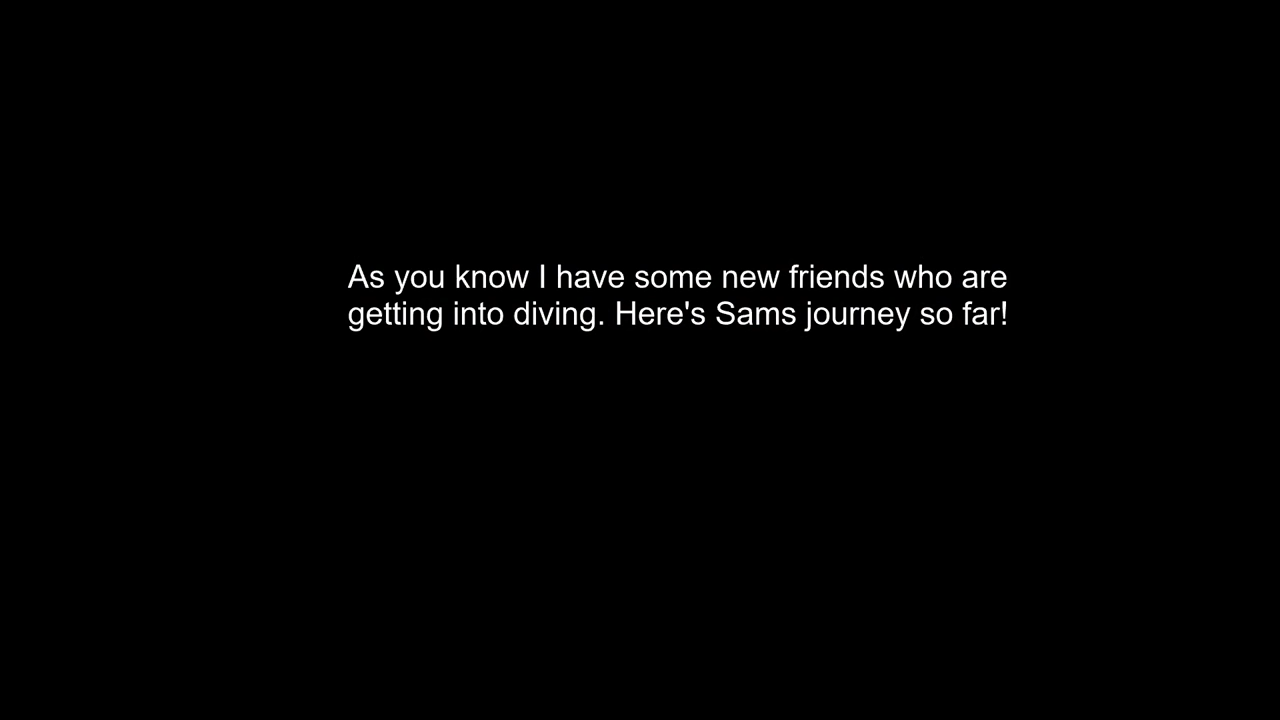 As you know I have some new friends who are
getting into diving. Here's Sams journey so far!